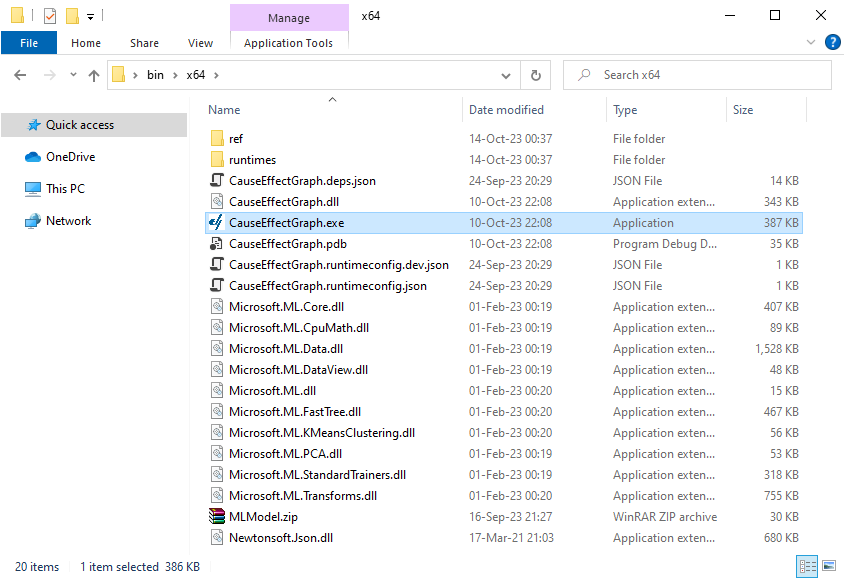 Manage x64
File Home Share View Application Tools
bin x64 Search x64
Name Date modified Type Size
Quick access
OneDrive
This PC
Network
ref 14-Oct-23 00:37 File folder
runtimes 14-Oct-23 00:37 File folder
CauseEffectGraph.deps.json 24-Sep-23 20:29 JSON File 14 KB
CauseEffectGraph.dll 10-Oct-23 22:08 Application exten... 343 KB
CauseEffectGraph.exe 10-Oct-23 22:08 Application 387 KB
CauseEffectGraph.pdb 10-Oct-23 22:08 Program Debug D... 35 KB
CauseEffectGraph.runtimeconfig.dev.json 24-Sep-23 20:29 JSON File 1 KB
CauseEffectGraph.runtimeconfig.json 24-Sep-23 20:29 JSON File 1 KB
Microsoft.ML.Core.dll 01-Feb-23 00:19 Application exten... 407 KB
Microsoft.ML.CpuMath.dll 01-Feb-23 00:19 Application exten... 89 KB
Microsoft.ML.Data.dll 01-Feb-23 00:19 Application exten... 1,528 KB
Microsoft.ML.DataView.dll 01-Feb-23 00:19 Application exten... 48 KB
Microsoft.ML.dll 01-Feb-23 00:20 Application exten... 15 KB
Microsoft.ML.FastTree.dll 01-Feb-23 00:20 Application exten... 467 KB
Microsoft.ML.KMeansClustering.dll 01-Feb-23 00:20 Application exten... 56 KB
Microsoft.ML.PCA.dll 01-Feb-23 00:19 Application exten... 53 KB
Microsoft.ML.StandardTrainers.dll 01-Feb-23 00:19 Application exten... 318 KB
Microsoft.ML.Transforms.dll 01-Feb-23 00:20 Application exten... 755 KB
MLModel.zip 16-Sep-23 21:27 WinRAR ZIP archive 30 KB
Newtonsoft.Json.dll 17-Mar-21 21:03 Application exten... 680 KB
20 items 1 item selected 386 KB